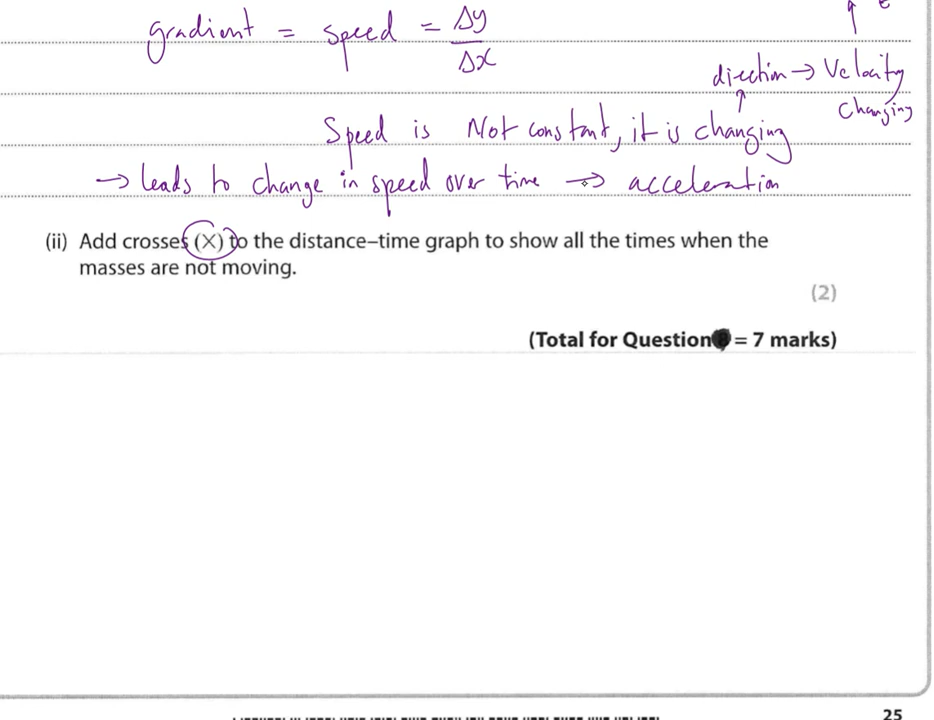 gradient = speed = Δy
Δx
direction → Velocity
changing
Speed is Not constant, it is changing
→ leads to change in speed over time → acceleration
(ii) Add crosses (X) to the distance–time graph to show all the times when the
masses are not moving.
(2)
(Total for Question = 7 marks)
25